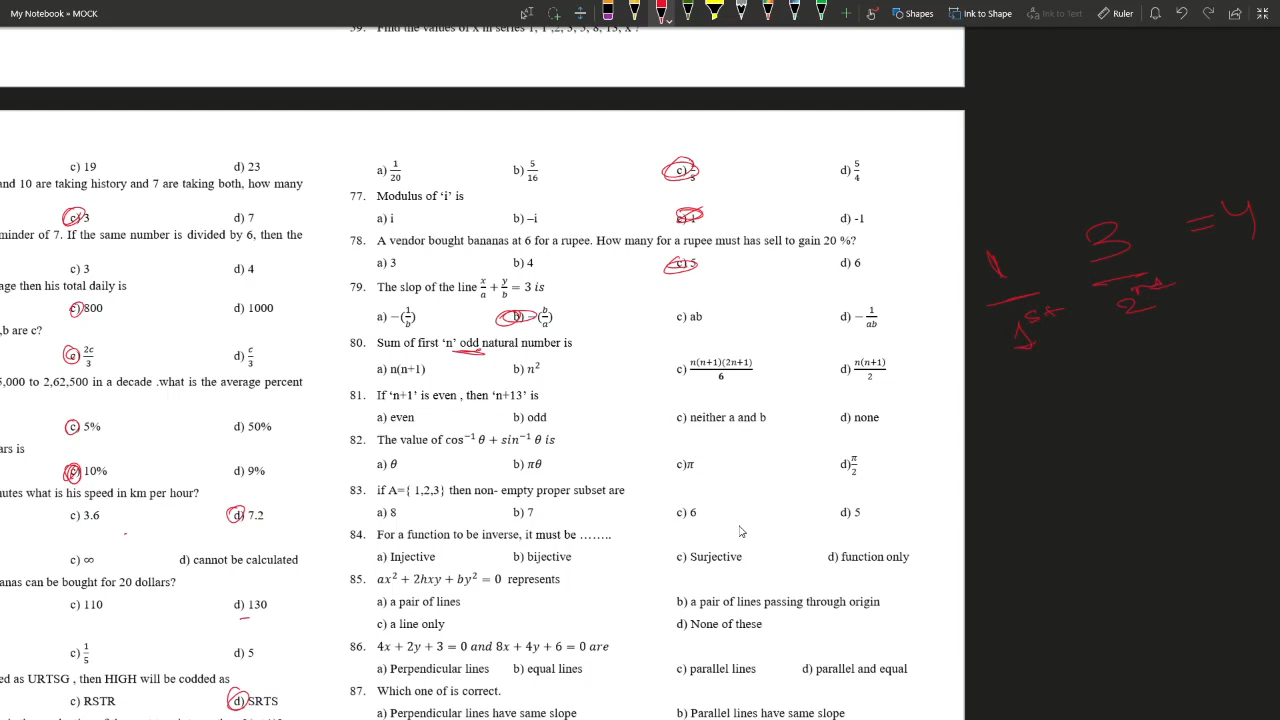 My Notebook » MOCK
Shapes Ink to Shape Ink to Text Ruler
59. Find the values of x in series 1, 1 ,2, 3, 5, 8, 13, x ?
c) 19 d) 23
and 10 are taking history and 7 are taking both, how many
c) 3 d) 7
minder of 7. If the same number is divided by 6, then the
c) 3 d) 4
age then his total daily is
c) 800 d) 1000
,b are c?
c) 2c/3 d) c/3
5,000 to 2,62,500 in a decade .what is the average percent
c) 5% d) 50%
ars is
c) 10% d) 9%
nutes what is his speed in km per hour?
c) 3.6 d) 7.2
c) ∞ d) cannot be calculated
anas can be bought for 20 dollars?
c) 110 d) 130
c) 1/5 d) 5
ed as URTSG , then HIGH will be codded as
c) RSTR d) SRTS
a) 1/20 b) 5/16 c) d) 5/4
77. Modulus of ‘i’ is
a) i b) –i c) 1 d) -1
78. A vendor bought bananas at 6 for a rupee. How many for a rupee must has sell to gain 20 %?
a) 3 b) 4 c) 5 d) 6
79. The slop of the line x/a + y/b = 3 is
a) −(1/b) b) −(b/a) c) ab d) − 1/ab
80. Sum of first ‘n’ odd natural number is
a) n(n+1) b) n² c) n(n+1)(2n+1)/6 d) n(n+1)/2
81. If ‘n+1’ is even , then ‘n+13’ is
a) even b) odd c) neither a and b d) none
82. The value of cos⁻¹ θ + sin⁻¹ θ is
a) θ b) πθ c)π d) π/2
83. if A={ 1,2,3} then non- empty proper subset are
a) 8 b) 7 c) 6 d) 5
84. For a function to be inverse, it must be ……..
a) Injective b) bijective c) Surjective d) function only
85. ax² + 2hxy + by² = 0 represents
a) a pair of lines b) a pair of lines passing through origin
c) a line only d) None of these
86. 4x + 2y + 3 = 0 and 8x + 4y + 6 = 0 are
a) Perpendicular lines b) equal lines c) parallel lines d) parallel and equal
87. Which one of is correct.
a) Perpendicular lines have same slope b) Parallel lines have same slope
1/1st 3/2nd = 4